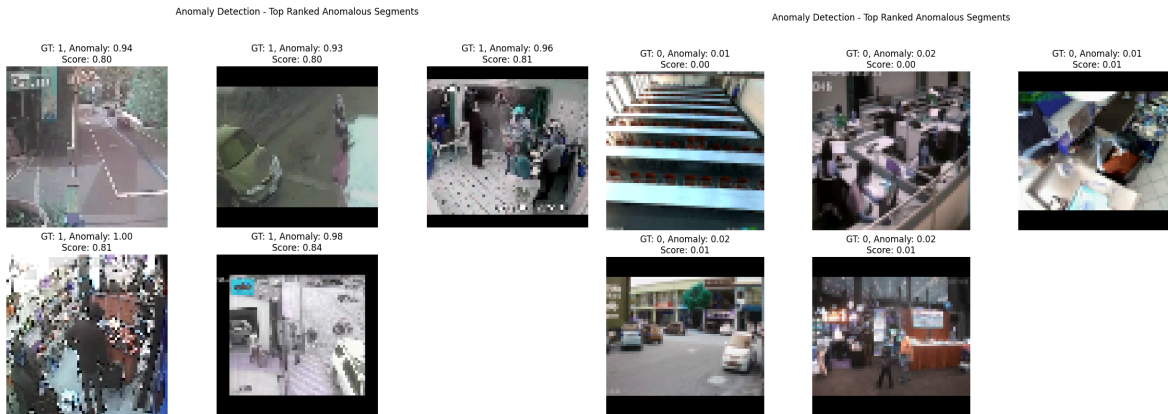 Anomaly Detection - Top Ranked Anomalous Segments
GT: 1, Anomaly: 0.94
Score: 0.80
GT: 1, Anomaly: 0.93
Score: 0.80
GT: 1, Anomaly: 0.96
Score: 0.81
GT: 1, Anomaly: 1.00
Score: 0.81
GT: 1, Anomaly: 0.98
Score: 0.84
Anomaly Detection - Top Ranked Anomalous Segments
GT: 0, Anomaly: 0.01
Score: 0.00
GT: 0, Anomaly: 0.02
Score: 0.00
GT: 0, Anomaly: 0.01
Score: 0.01
GT: 0, Anomaly: 0.02
Score: 0.01
GT: 0, Anomaly: 0.02
Score: 0.01